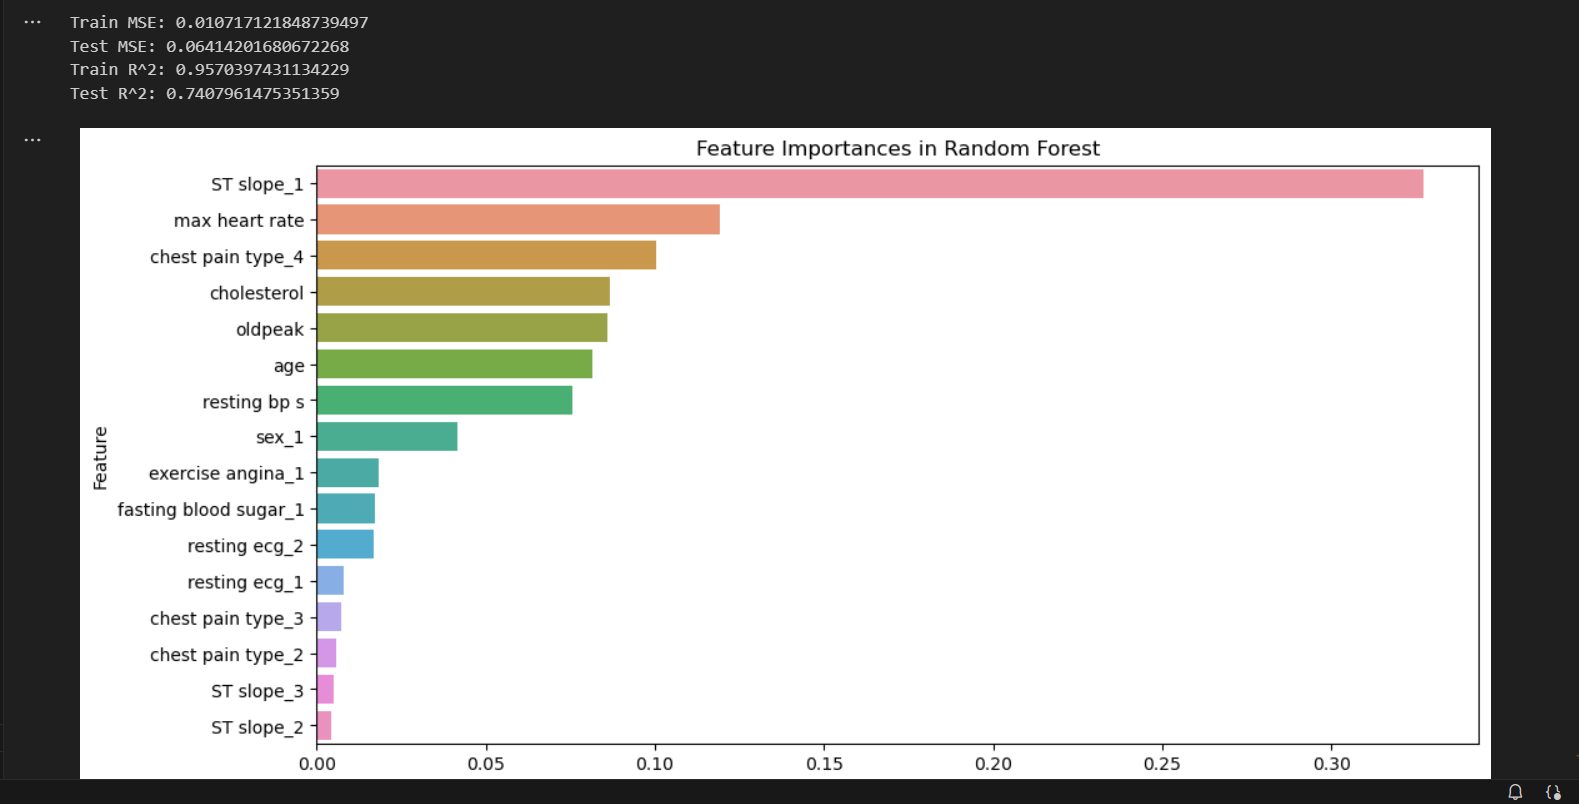 Train MSE: 0.010717121848739497
Test MSE: 0.06414201680672268
Train R^2: 0.9570397431134229
Test R^2: 0.7407961475351359
Feature Importances in Random Forest
ST slope_1
max heart rate
chest pain type_4
cholesterol
oldpeak
age
resting bp s
sex_1
exercise angina_1
fasting blood sugar_1
resting ecg_2
resting ecg_1
chest pain type_3
chest pain type_2
ST slope_3
ST slope_2
Feature
0.00 0.05 0.10 0.15 0.20 0.25 0.30